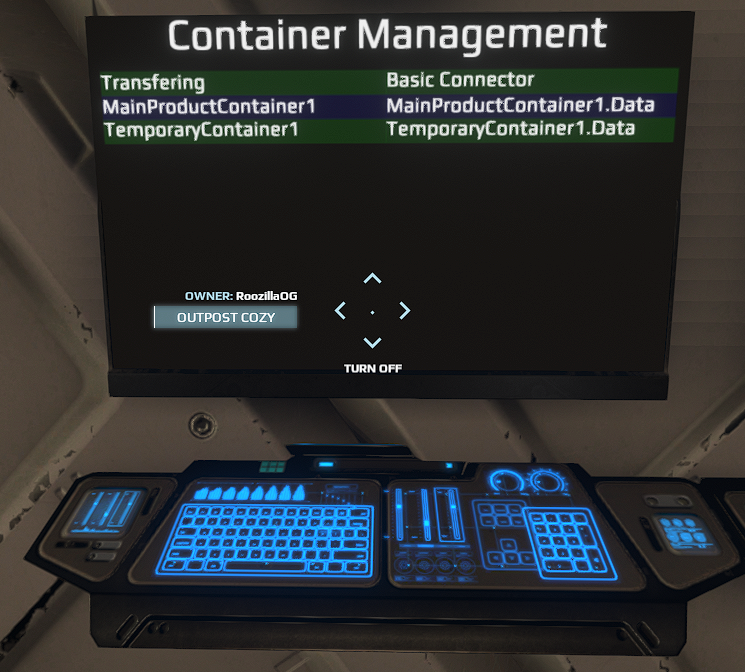 Container Management
Transfering Basic Connector
MainProductContainer1 MainProductContainer1.Data
TemporaryContainer1 TemporaryContainer1.Data
OWNER: RoozillaOG
OUTPOST COZY
TURN OFF